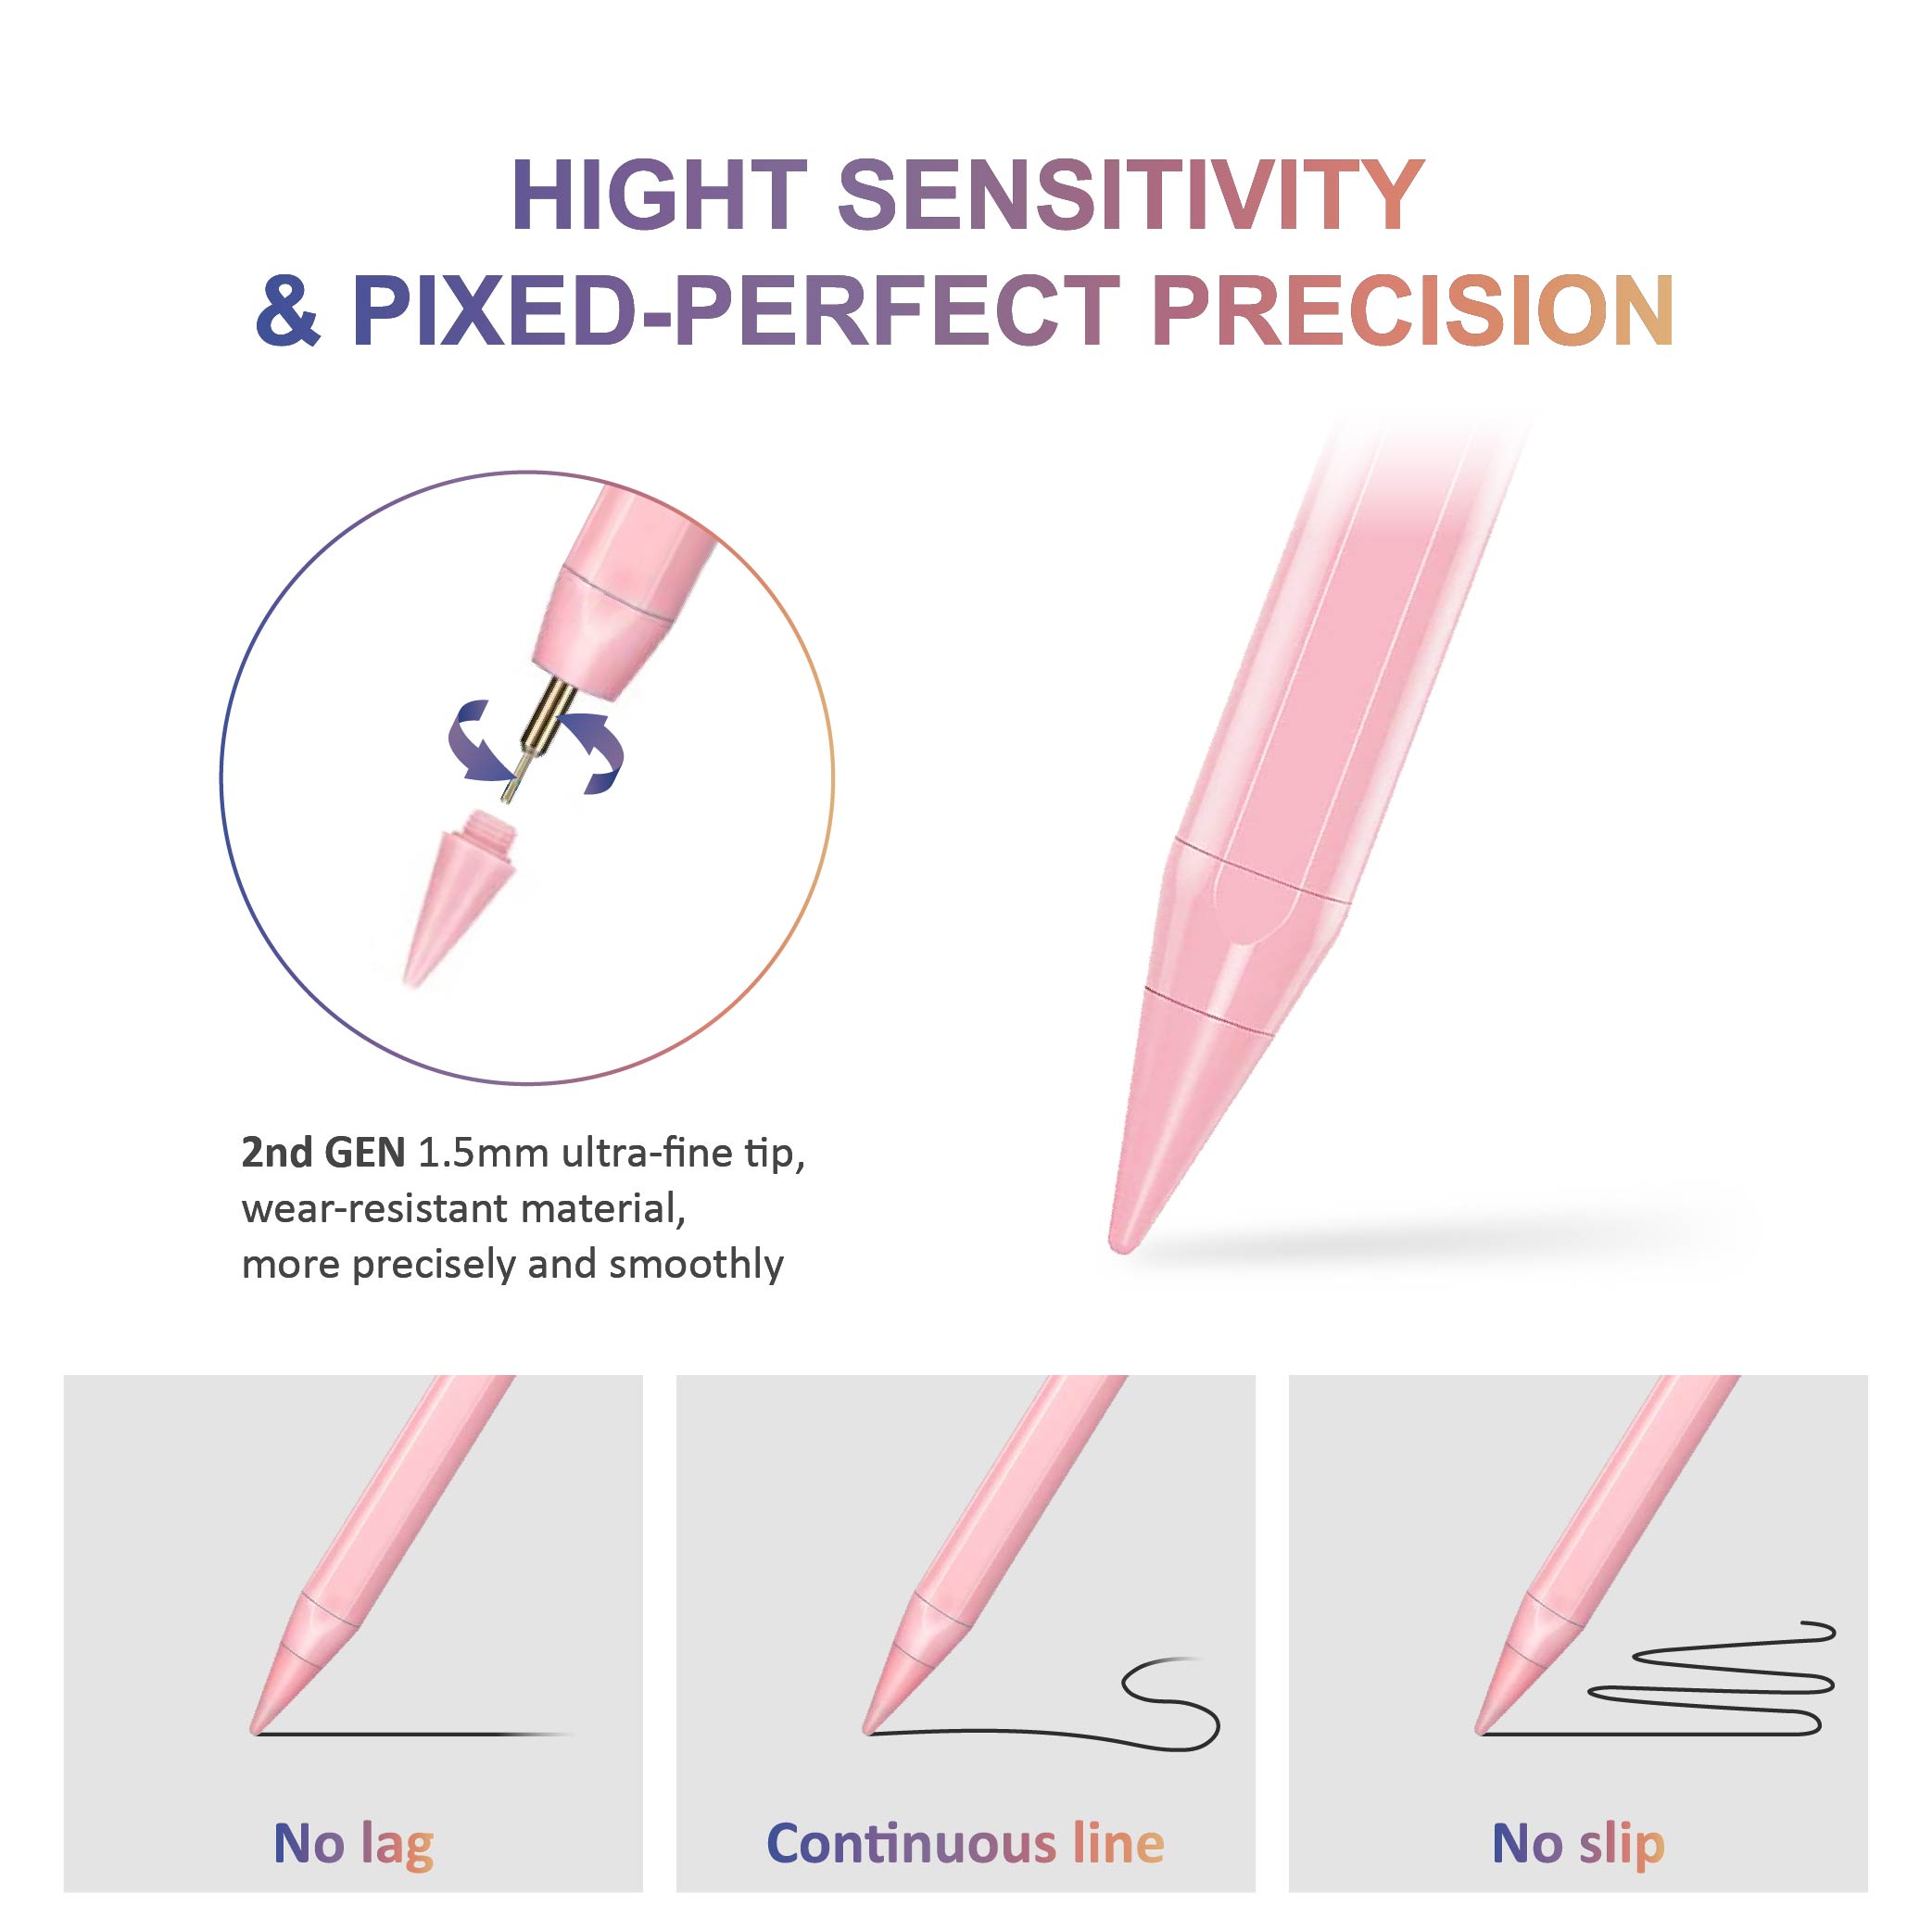 HIGHT SENSITIVITY
& PIXED-PERFECT PRECISION
2nd GEN 1.5mm ultra-fine tip,
wear-resistant material,
more precisely and smoothly
No lag
Continuous line
No slip